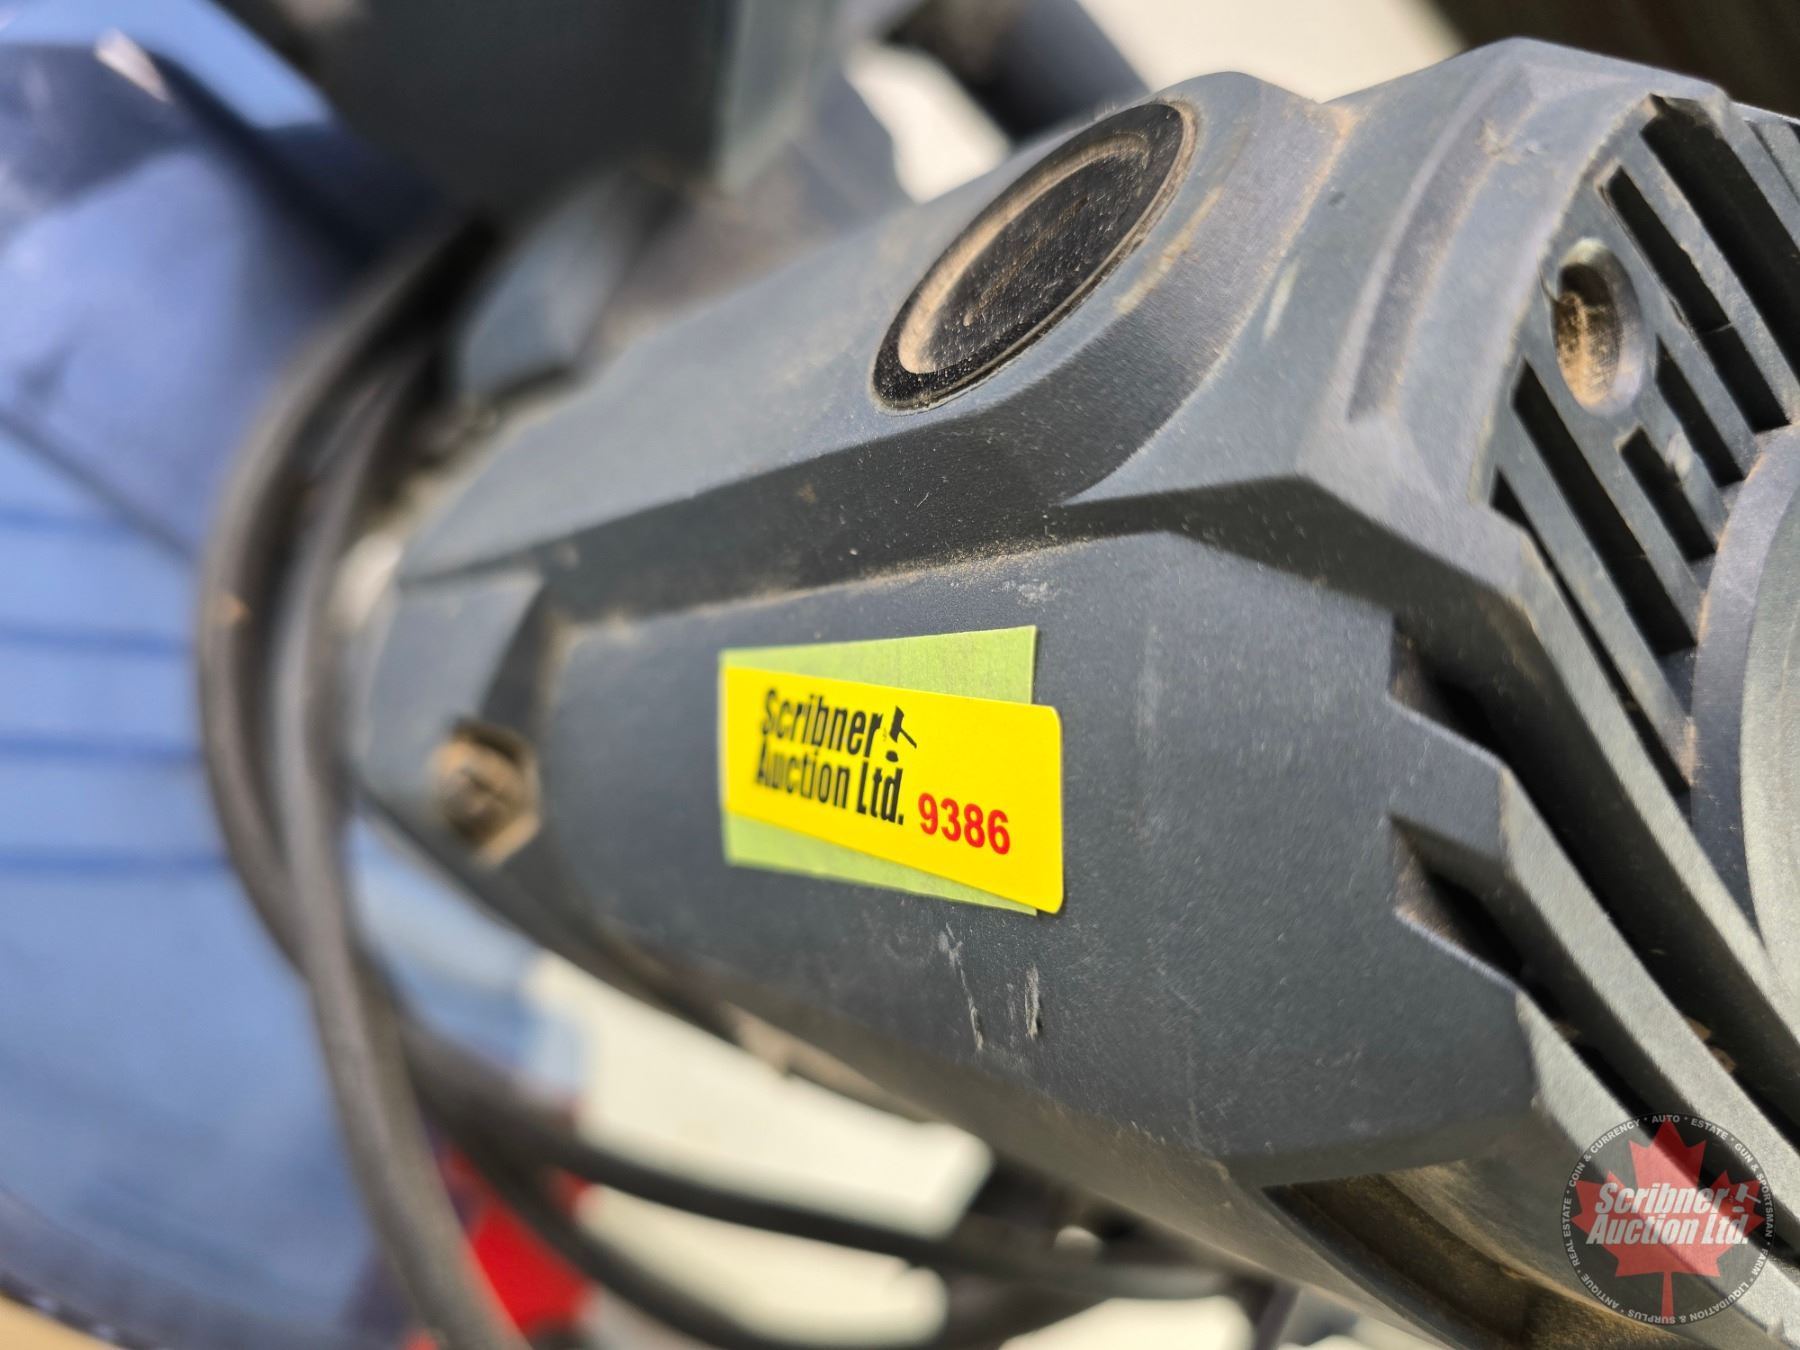 Scribner
Auction Ltd.
9386
COIN & CURRENCY • AUTO • ESTATE • GUN & SPORTSMAN • FARM • LIQUIDATION & SURPLUS • ANTIQUE • REAL ESTATE •
Scribner
Auction Ltd.